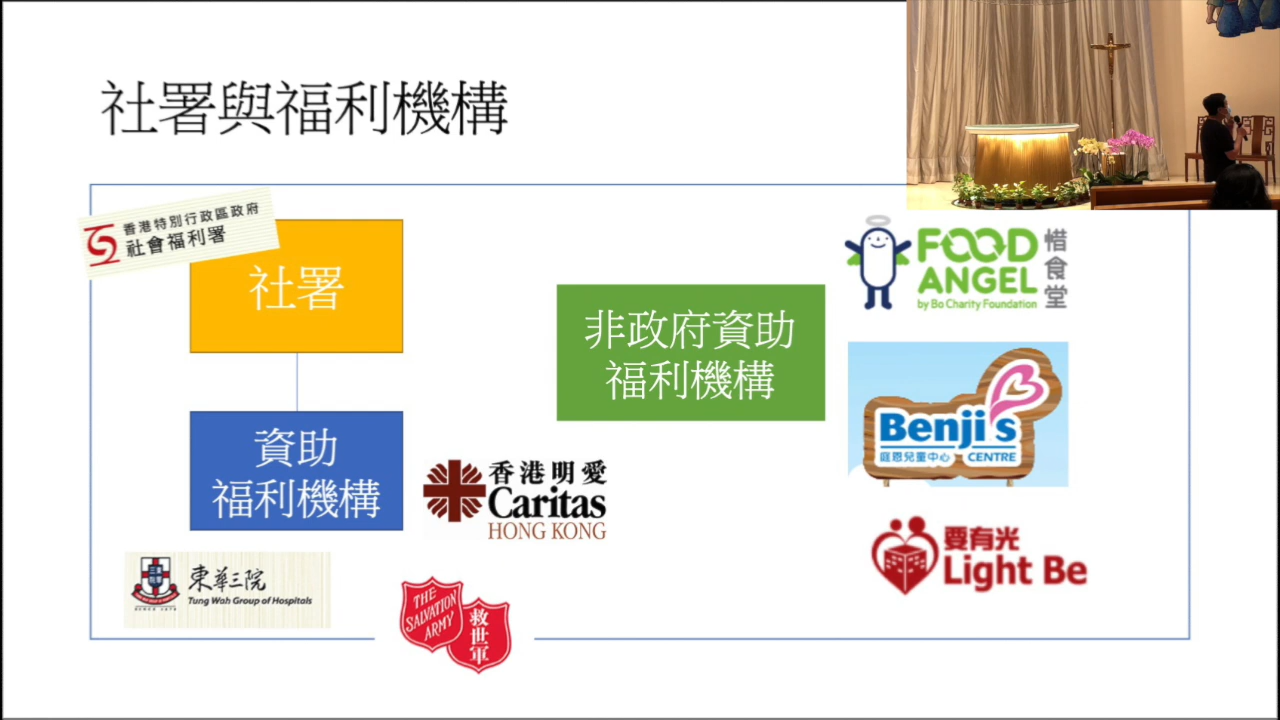 社署與福利機構
香港特別行政區政府
社會福利署
社署
資助
福利機構
東華三院
Tung Wah Group of Hospitals
香港明愛
Caritas
HONG KONG
THE
SALVATION
ARMY
救世軍
非政府資助
福利機構
FOOD
ANGEL
惜食堂
by Bo Charity Foundation
Benji's
庭恩兒童中心 CENTRE
要有光
Light Be